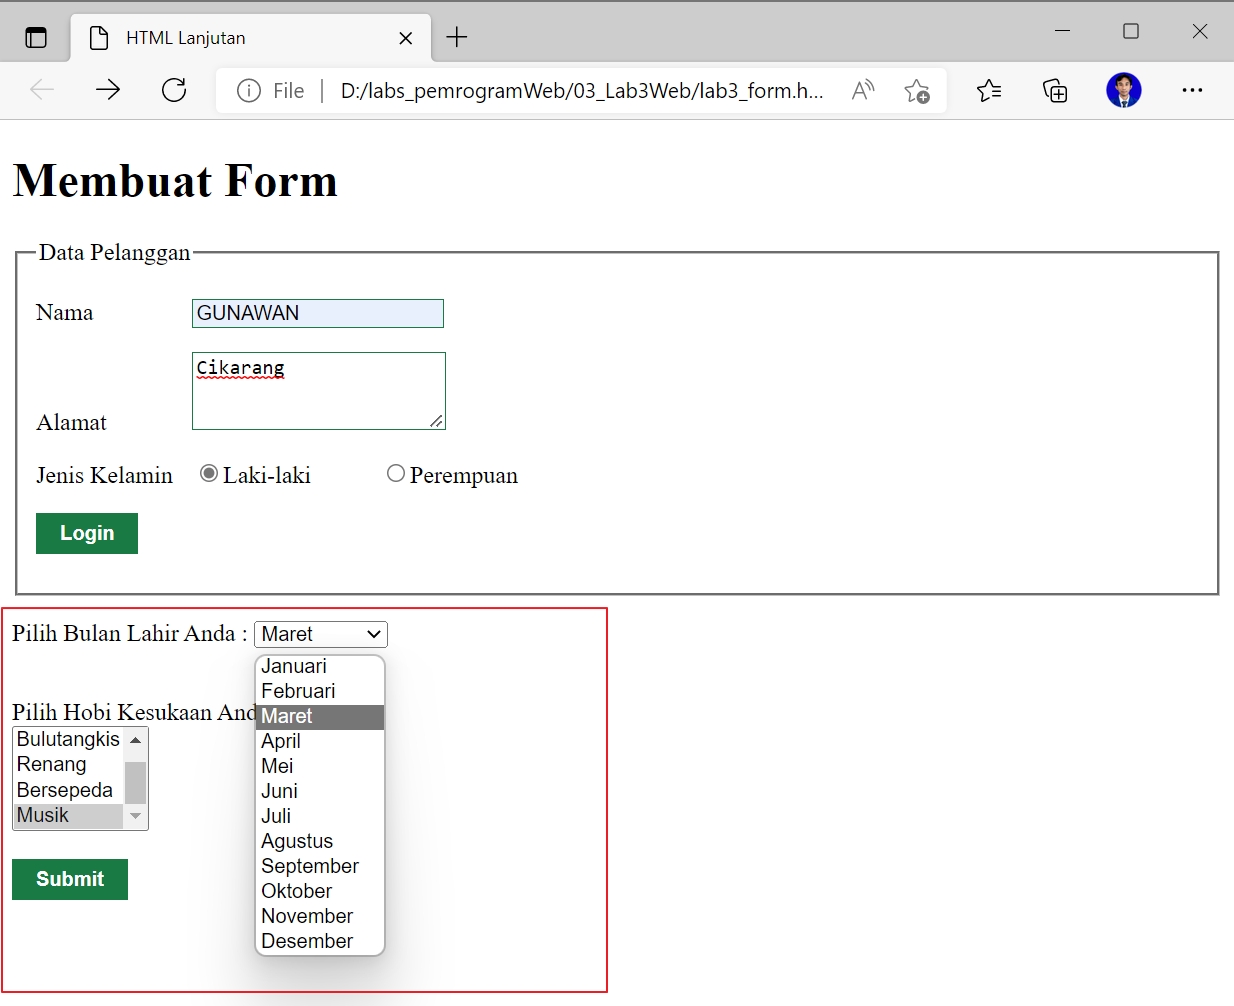 HTML Lanjutan
File D:/labs_pemrogramWeb/03_Lab3Web/lab3_form.h...
Membuat Form
Data Pelanggan
Nama GUNAWAN
Cikarang
Alamat
Jenis Kelamin Laki-laki Perempuan
Login
Pilih Bulan Lahir Anda : Maret
Januari
Februari
Pilih Hobi Kesukaan And
Maret
Bulutangkis
April
Renang
Mei
Bersepeda
Juni
Musik
Juli
Agustus
Submit
September
Oktober
November
Desember